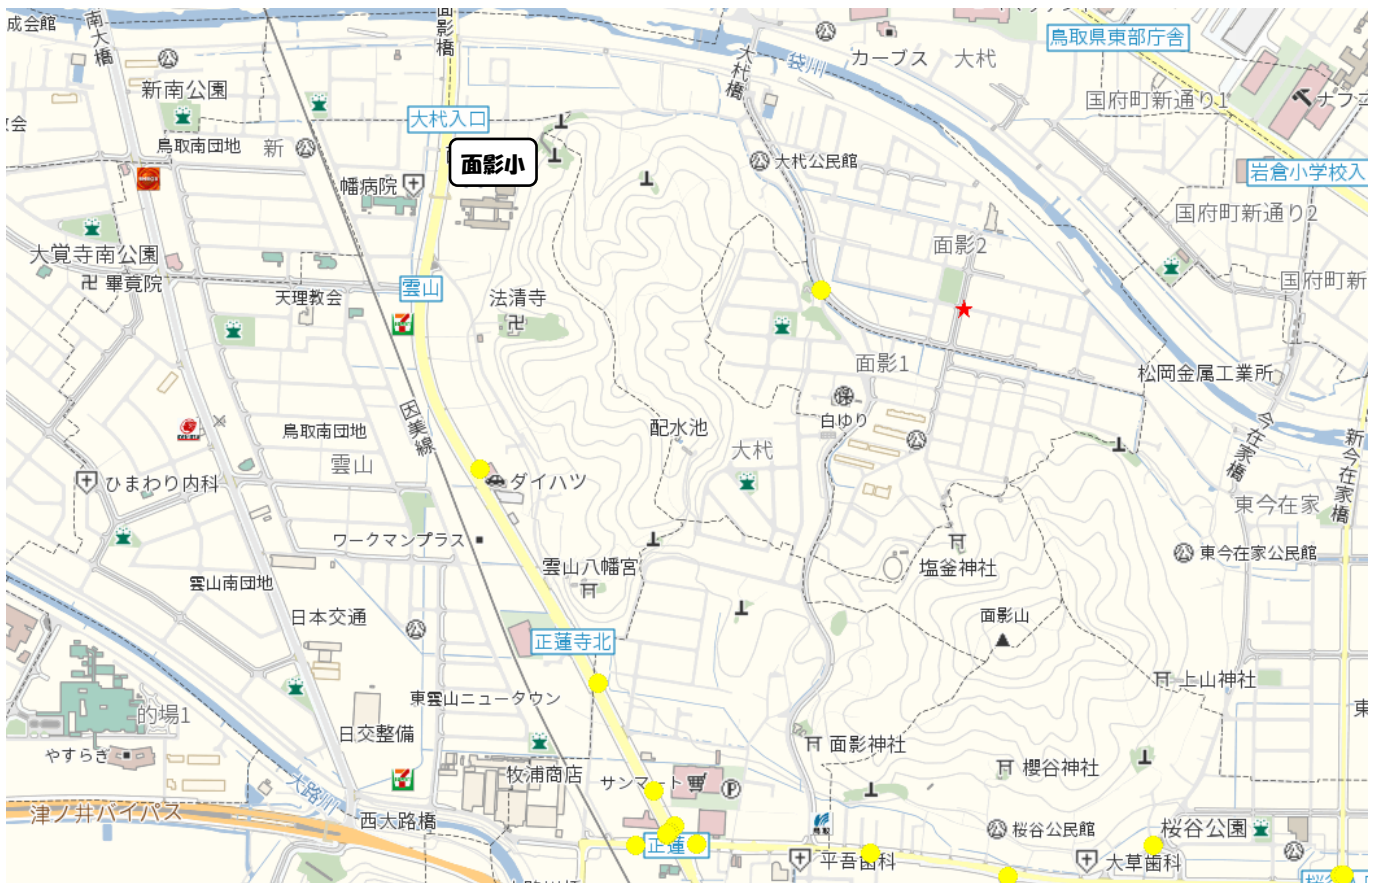 成会館
南大橋
面影橋
大杙橋
袋川
カーブス
大杙
鳥取県東部庁舎
国府町新通り1
新南公園
大杙入口
鳥取南団地
新
面影小
大杙公民館
岩倉小学校入
幡病院
国府町新通り2
面影2
大覚寺南公園
卍 畢竟院
雲山
天理教会
法清寺
国府町新
面影1
松岡金属工業所
因美線
鳥取南団地
雲山
配水池
白ゆり
大杙
今在家橋
新今在家橋
ひまわり内科
ダイハツ
東今在家
ワークマンプラス
雲山八幡宮
塩釜神社
東今在家公民館
雲山南団地
日本交通
面影山
正蓮寺北
上山神社
東雲山ニュータウン
的場1
日交整備
面影神社
やすらぎ
牧浦商店
サンマート
櫻谷神社
大路川
津ノ井バイパス
西大路橋
正蓮
鳥取
桜谷公民館
桜谷公園
平吾歯科
大草歯科